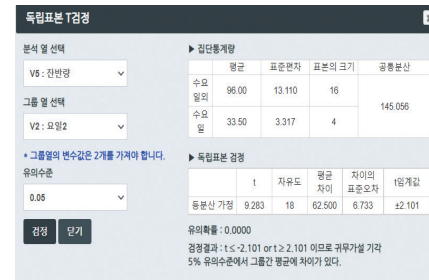 독립표본 T검정
분석 열 선택
V5 : 잔반량
그룹 열 선택
V2 : 요일2
* 그룹열의 변수값은 2개를 가져야 합니다.
유의수준
0.05
검정 닫기
▶ 집단통계량
평균 표준편차 표본의 크기 공통분산
수요일외 96.00 13.110 16 145.056
수요일 33.50 3.317 4
▶ 독립표본 검정
t 자유도 평균차이 차이의 표준오차 t임계값
등분산 가정 9.283 18 62.500 6.733 ±2.101
유의확률 : 0.0000
검정결과 : t ≤ -2.101 or t ≥ 2.101 이므로 귀무가설 기각
5% 유의수준에서 그룹간 평균에 차이가 있다.